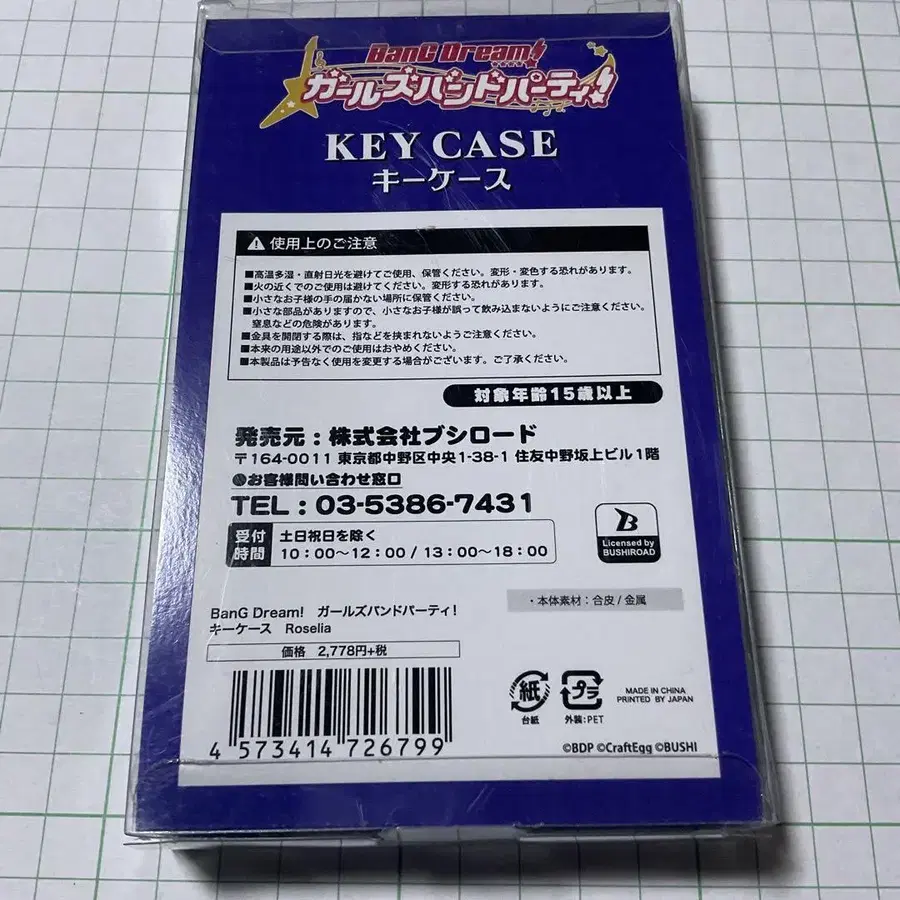 BanG Dream!
ガールズバンドパーティ!
KEY CASE
キーケース
使用上のご注意
■高温多湿・直射日光を避けてご使用、保管ください。変形・変色する恐れがあります。
■火の近くでのご使用は避けてください。変形する恐れがあります。
■小さなお子様の手の届かない場所に保管ください。
■小さな部品がありますので、小さなお子様が誤って飲み込まないようにご注意ください。
窒息などの危険があります。
■金具を開閉する際は、指などを挟まれないようご注意ください。
■本来の用途以外でのご使用はおやめください。
■本製品は予告なく使用を変更する場合がございます。ご了承ください。
対象年齢15歳以上
発売元:株式会社ブシロード
〒164-0011 東京都中野区中央1-38-1 住友中野坂上ビル1階
●お客様問い合わせ窓口
TEL:03-5386-7431
受付時間
土日祝日を除く
10:00〜12:00 / 13:00〜18:00
B
Licensed by
BUSHIROAD
・本体素材:合皮/金属
BanG Dream! ガールズバンドパーティ!
キーケース Roselia
価格 2,778円+税
4 573414 726799
紙
台紙
プラ
外装:PET
MADE IN CHINA
PRINTED BY JAPAN
©BDP ©CraftEgg ©BUSHI